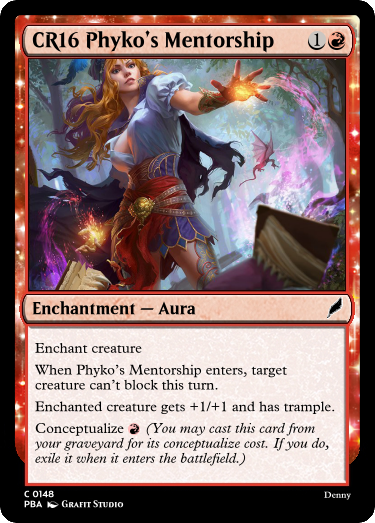 CR16 Phyko's Mentorship 1
Enchantment — Aura
Enchant creature
When Phyko's Mentorship enters, target
creature can't block this turn.
Enchanted creature gets +1/+1 and has trample.
Conceptualize (You may cast this card from
your graveyard for its conceptualize cost. If you do,
exile it when it enters the battlefield.)
C 0148
PBA Grafit Studio
Denny